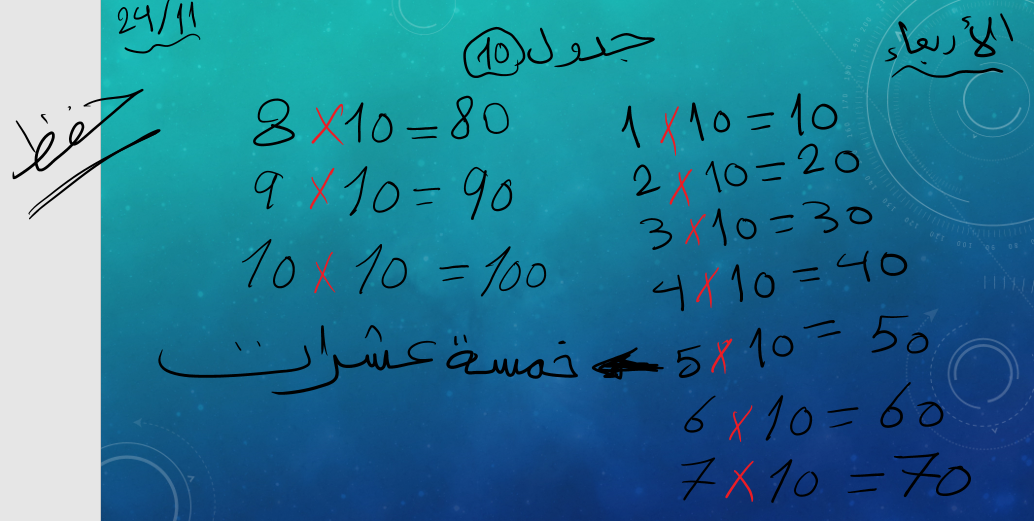 الأربعاء
24/11
جدول 10
حفظ
1 × 10 = 10
2 × 10 = 20
3 × 10 = 30
4 × 10 = 40
5 × 10 = 50
خمسة عشرات
6 × 10 = 60
7 × 10 = 70
8 × 10 = 80
9 × 10 = 90
10 × 10 = 100